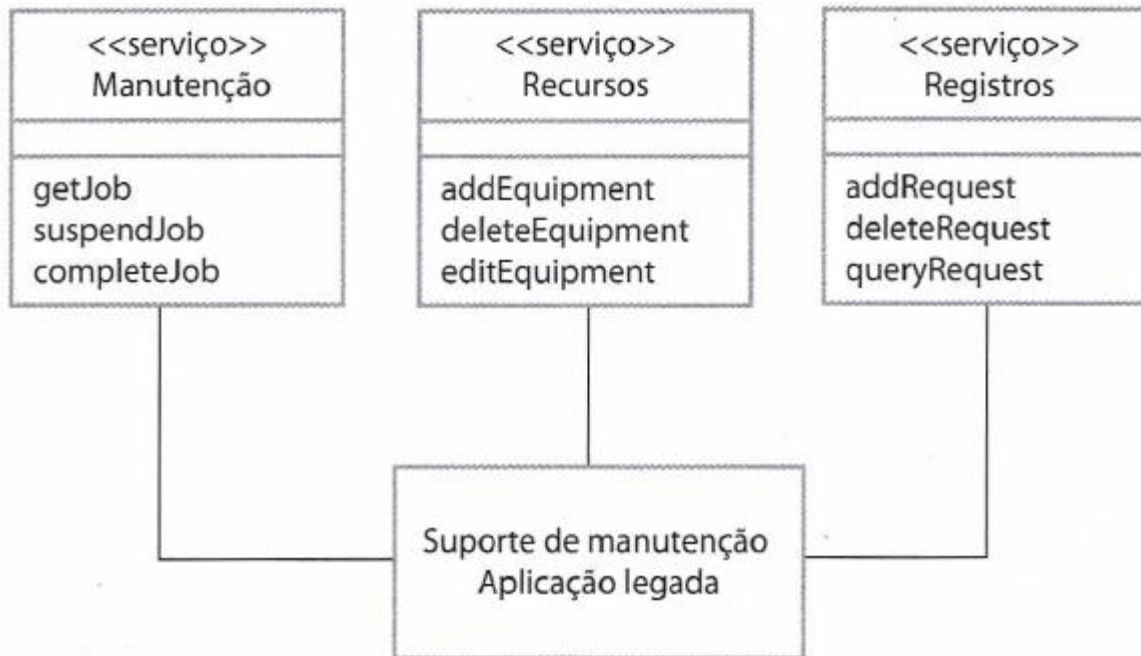 <<serviço>>
Manutenção
getJob
suspendJob
completeJob
<<serviço>>
Recursos
addEquipment
deleteEquipment
editEquipment
<<serviço>>
Registros
addRequest
deleteRequest
queryRequest
Suporte de manutenção
Aplicação legada